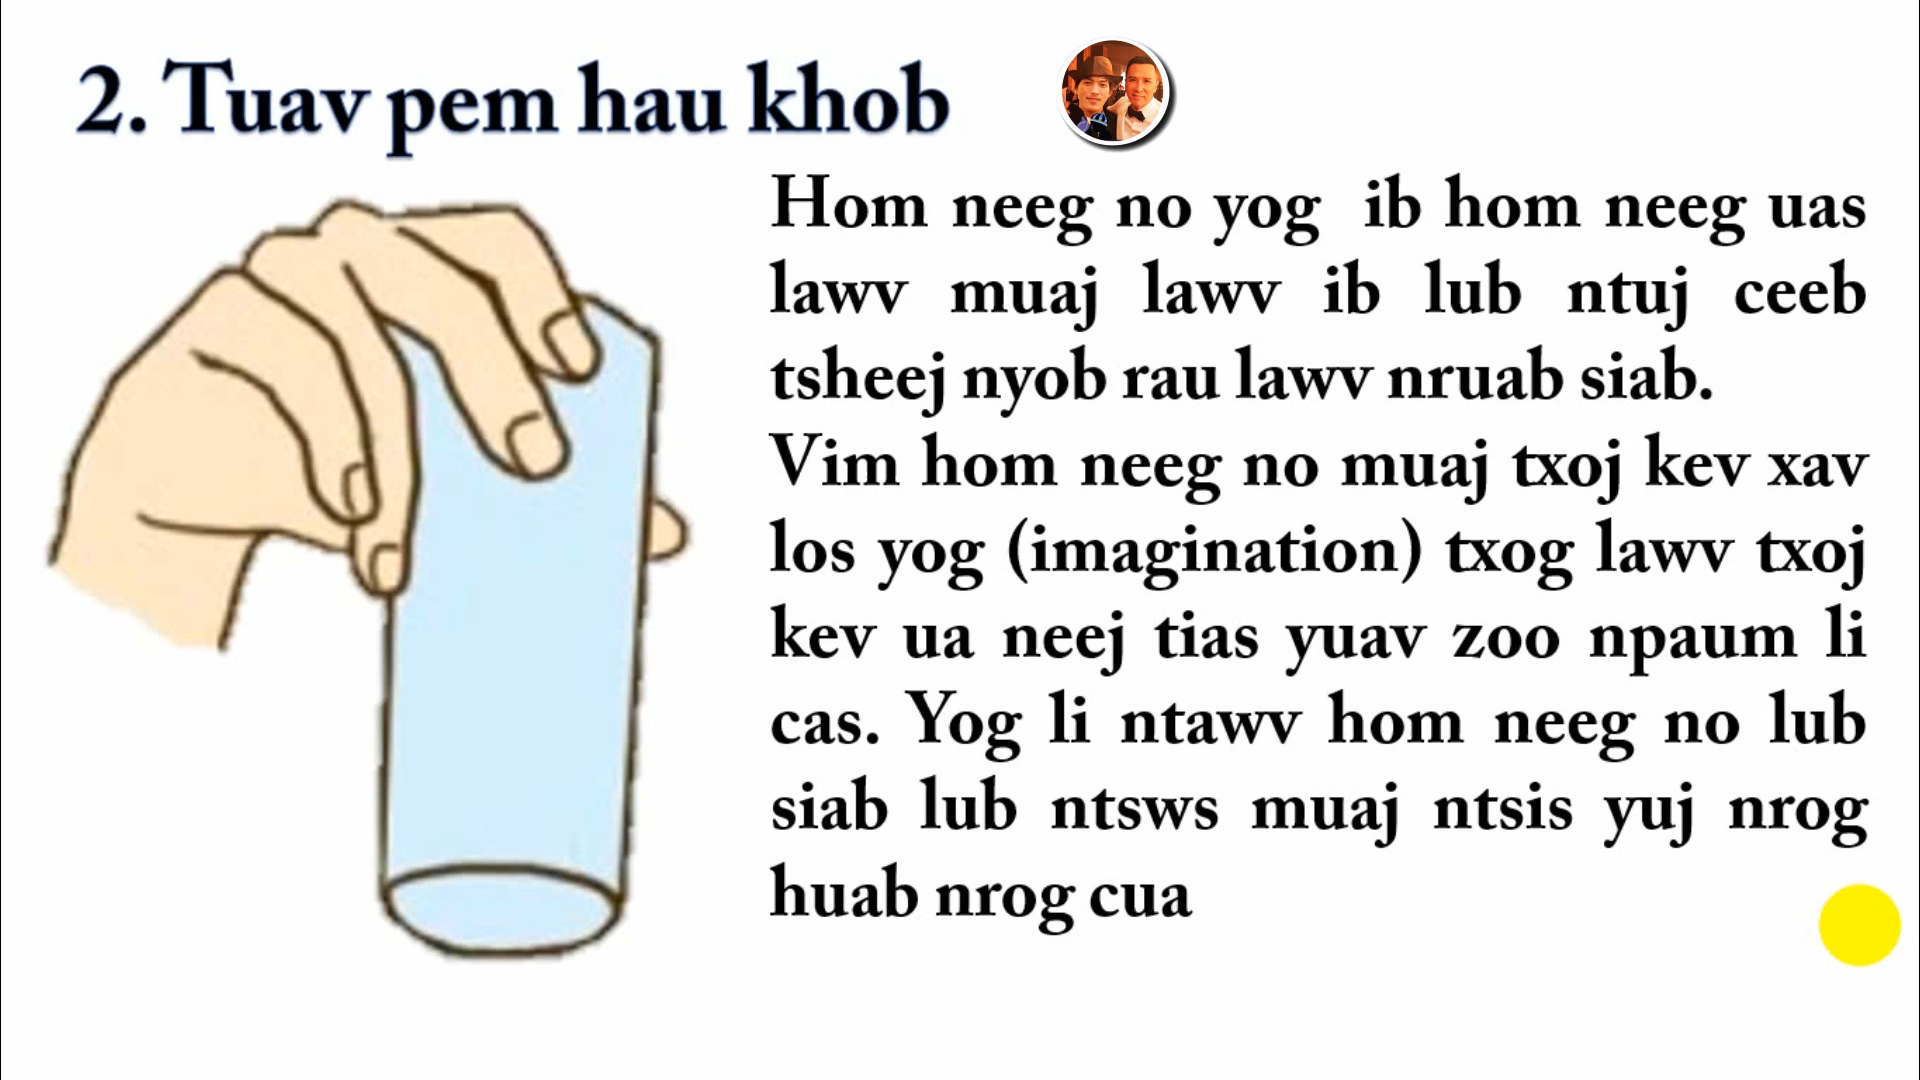 2. Tuav pem hau khob
Hom neeg no yog ib hom neeg uas
lawv muaj lawv ib lub ntuj ceeb
tsheej nyob rau lawv nruab siab.
Vim hom neeg no muaj txoj kev xav
los yog (imagination) txog lawv txoj
kev ua neej tias yuav zoo npaum li
cas. Yog li ntawv hom neeg no lub
siab lub ntsws muaj ntsis yuj nrog
huab nrog cua